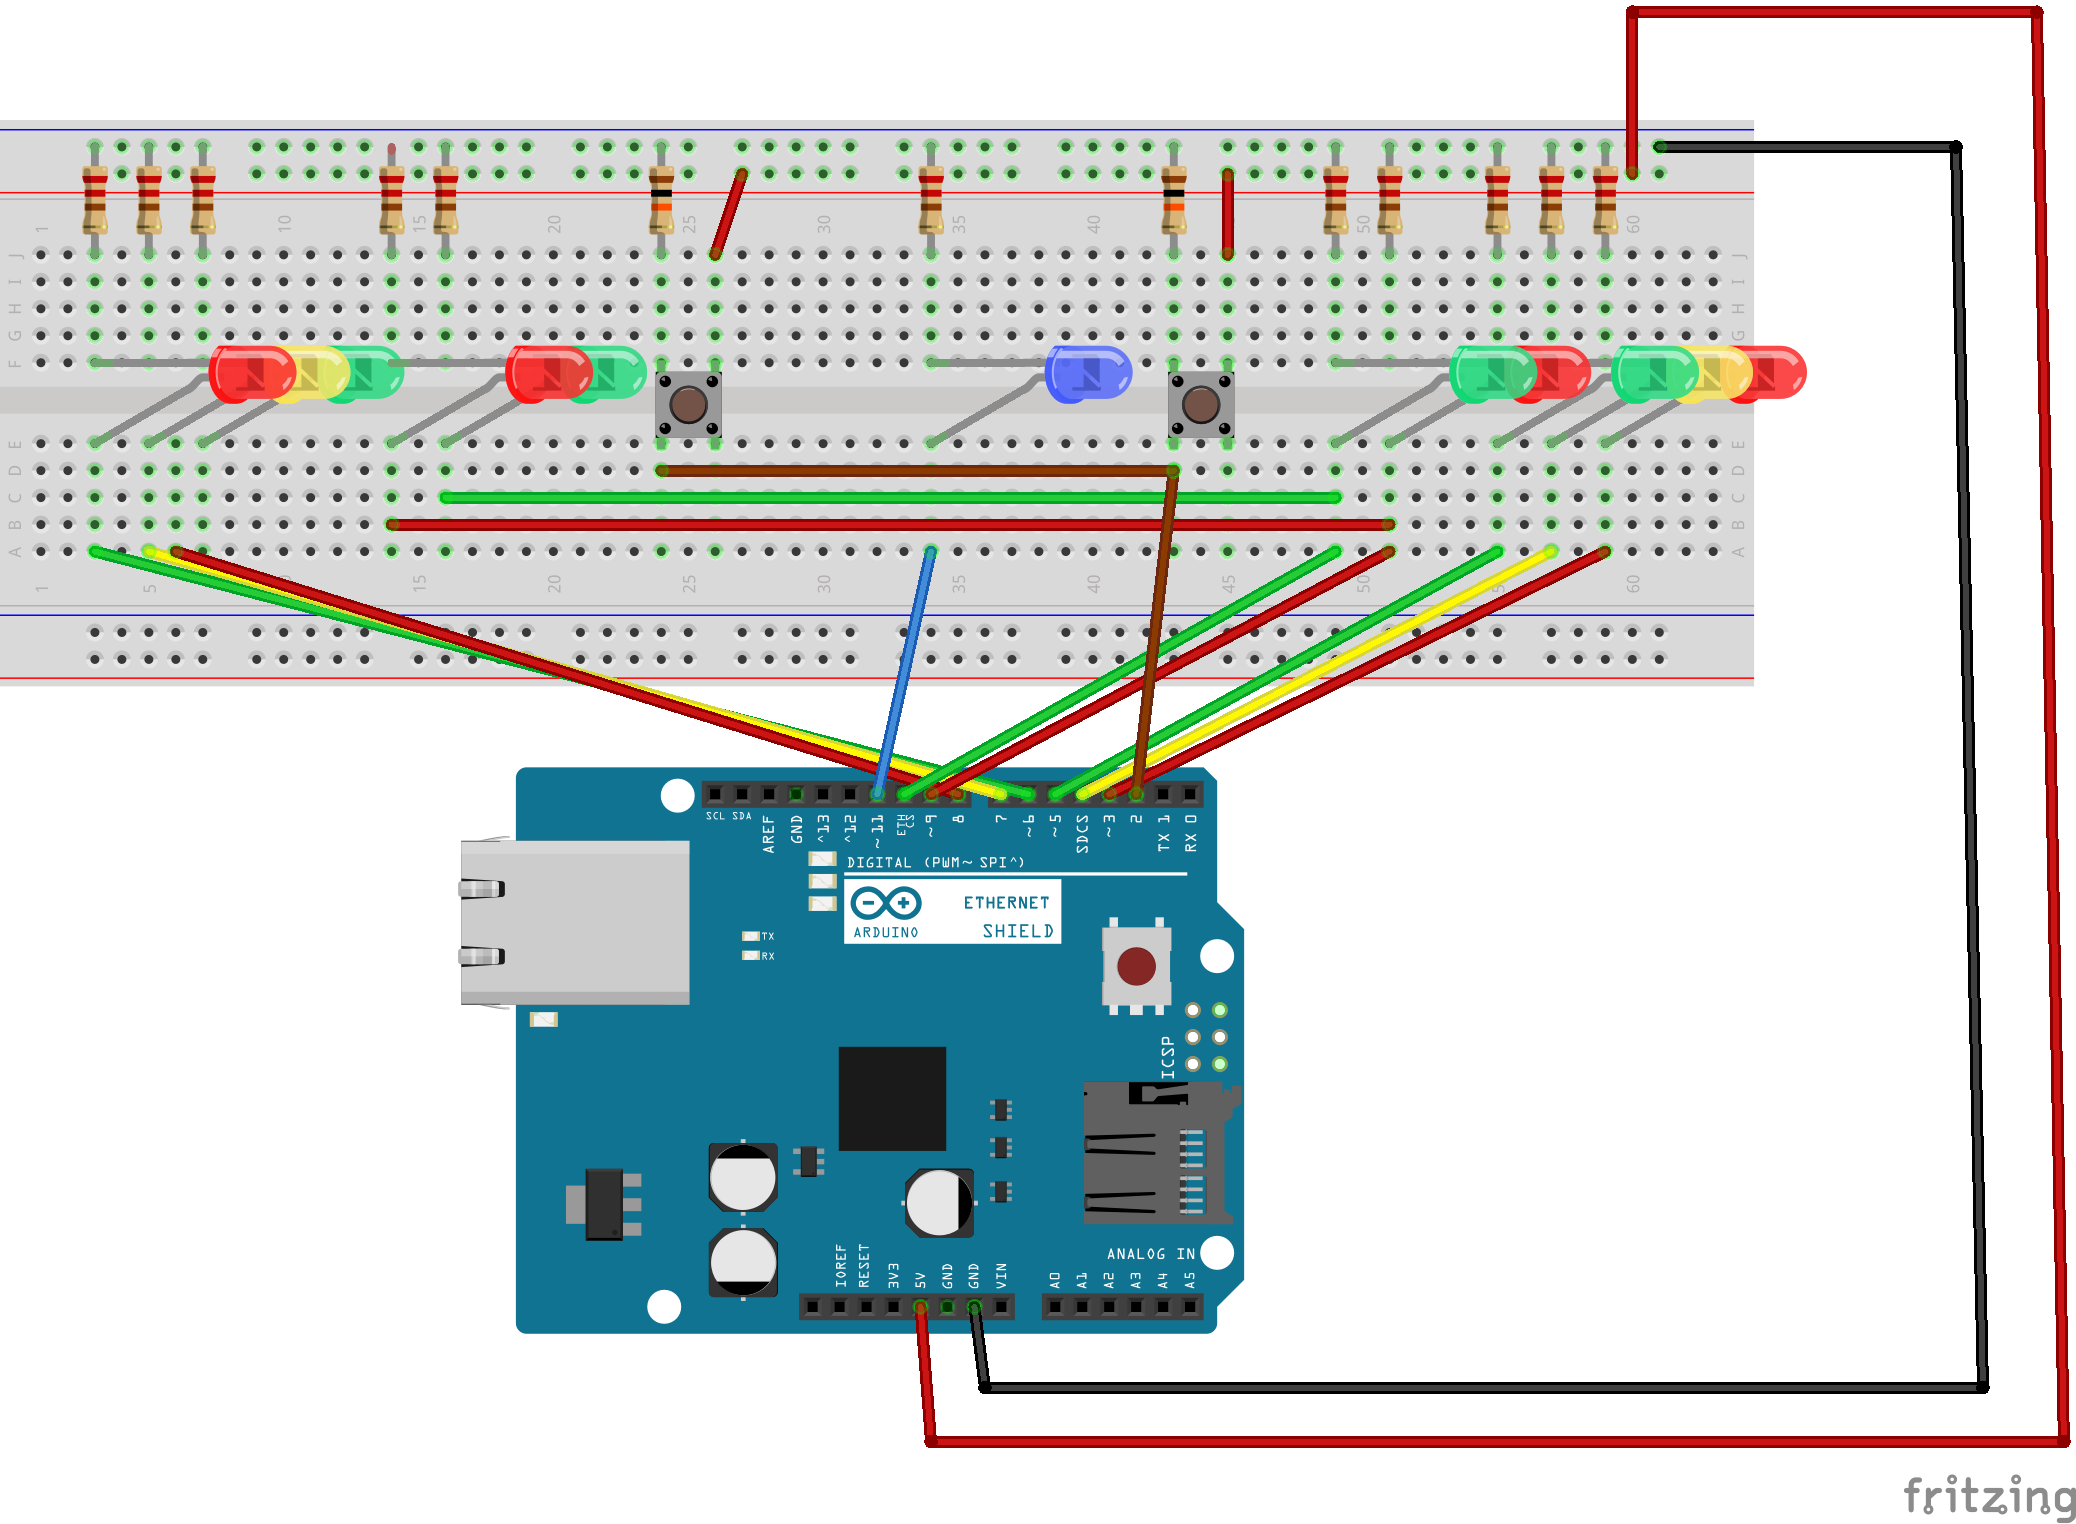 1 10 15 20 25 30 35 40 45 50 60
J J
I I
H H
G G
F
E E
D D
C C
B B
A A
1 5 10 15 20 25 30 35 40 45 50 5 60
SCL SDA AREF GND ^13 ^12 ~11 ETH CS ~9 8 7 ~6 ~5 SDCS ~3 2 TX 1 RX 0
DIGITAL (PWM~ SPI^)
ETHERNET
SHIELD
ARDUINO
TX
RX
ICSP
ANALOG IN
IOREF RESET 3V3 5V GND GND VIN A0 A1 A2 A3 A4 A5
fritzing